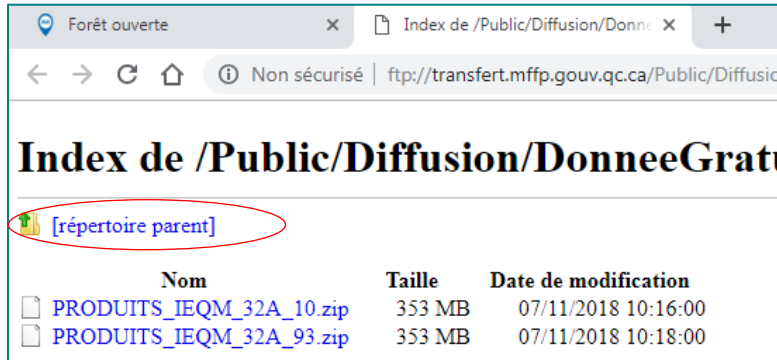 Forêt ouverte
Index de /Public/Diffusion/Donne
Non sécurisé | ftp://transfert.mffp.gouv.qc.ca/Public/Diffusio
Index de /Public/Diffusion/DonneeGratu
[répertoire parent]
Nom Taille Date de modification
PRODUITS_IEQM_32A_10.zip 353 MB 07/11/2018 10:16:00
PRODUITS_IEQM_32A_93.zip 353 MB 07/11/2018 10:18:00